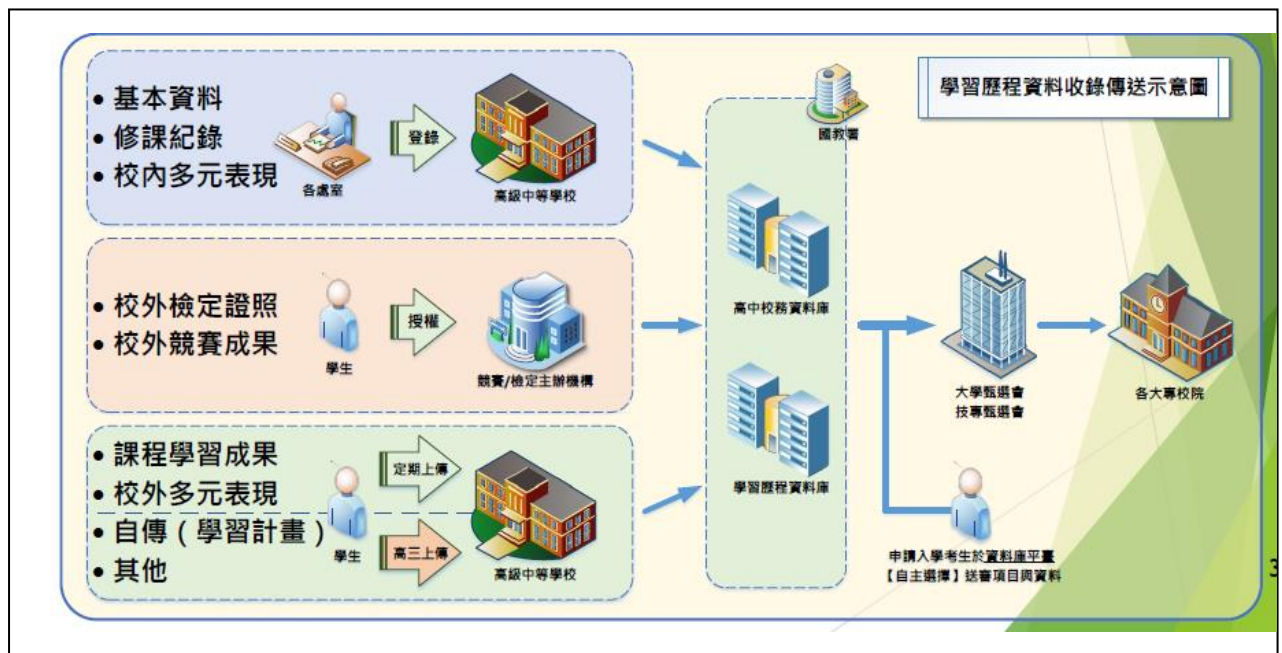 學習歷程資料收錄傳送示意圖
• 基本資料
• 修課紀錄
• 校內多元表現
各處室
登錄
高級中等學校
• 校外檢定證照
• 校外競賽成果
學生
授權
競賽/檢定主辦機構
• 課程學習成果
• 校外多元表現
• 自傳（學習計畫）
• 其他
學生
定期上傳
高三上傳
高級中等學校
國教署
高中校務資料庫
學習歷程資料庫
大學甄選會
技專甄選會
各大專校院
申請入學考生於資料庫平臺
【自主選擇】送審項目與資料
3